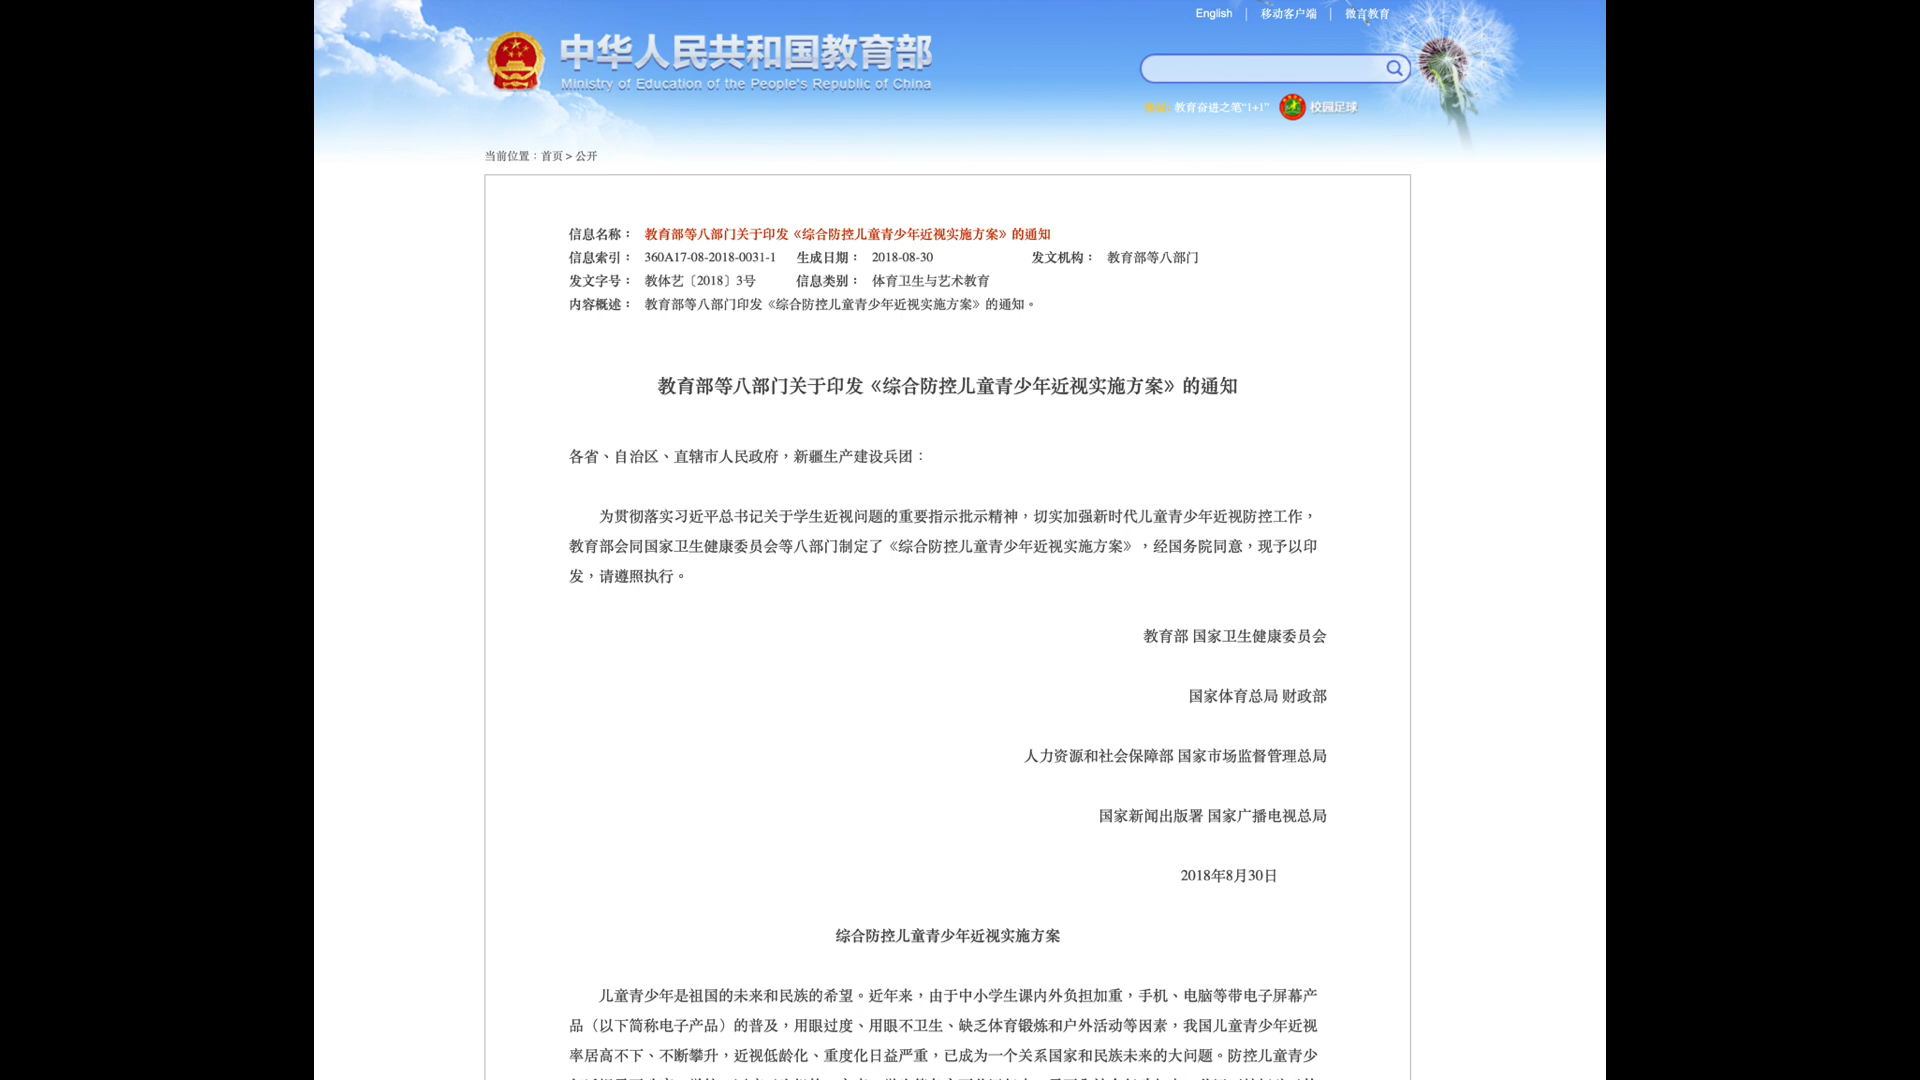 English | 移动客户端 | 微言教育
中华人民共和国教育部
Ministry of Education of the People's Republic of China
教育奋进之笔“1+1” 校园足球
当前位置：首页 > 公开
信息名称： 教育部等八部门关于印发《综合防控儿童青少年近视实施方案》的通知
信息索引： 360A17-08-2018-0031-1 生成日期： 2018-08-30 发文机构： 教育部等八部门
发文字号： 教体艺〔2018〕3号 信息类别： 体育卫生与艺术教育
内容概述： 教育部等八部门印发《综合防控儿童青少年近视实施方案》的通知。
教育部等八部门关于印发《综合防控儿童青少年近视实施方案》的通知
各省、自治区、直辖市人民政府，新疆生产建设兵团：
为贯彻落实习近平总书记关于学生近视问题的重要指示批示精神，切实加强新时代儿童青少年近视防控工作，
教育部会同国家卫生健康委员会等八部门制定了《综合防控儿童青少年近视实施方案》，经国务院同意，现予以印
发，请遵照执行。
教育部 国家卫生健康委员会
国家体育总局 财政部
人力资源和社会保障部 国家市场监督管理总局
国家新闻出版署 国家广播电视总局
2018年8月30日
综合防控儿童青少年近视实施方案
儿童青少年是祖国的未来和民族的希望。近年来，由于中小学生课内外负担加重，手机、电脑等带电子屏幕产
品（以下简称电子产品）的普及，用眼过度、用眼不卫生、缺乏体育锻炼和户外活动等因素，我国儿童青少年近视
率居高不下、不断攀升，近视低龄化、重度化日益严重，已成为一个关系国家和民族未来的大问题。防控儿童青少